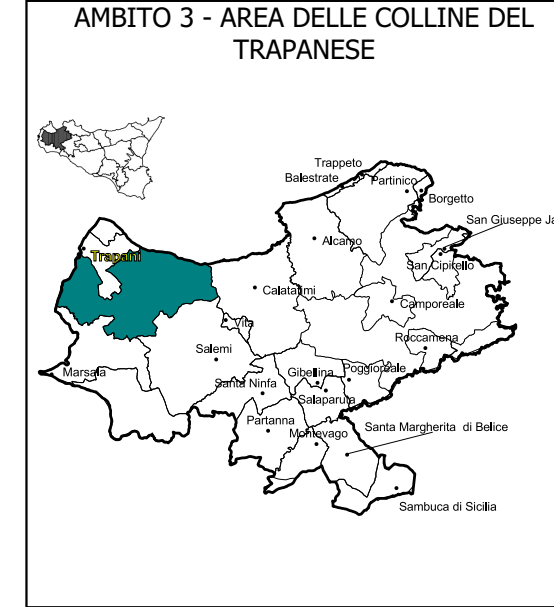 AMBITO 3 - AREA DELLE COLLINE DEL
TRAPANESE
Trappeto
Balestrate
Partinico
Borgetto
San Giuseppe Ja
Trapani
Alcamo
San Cipirello
Calatafimi
Camporeale
Vita
Roccamena
Salemi
Marsala
Gibellina
Poggioreale
Santa Ninfa
Salaparuta
Partanna
Santa Margherita di Belice
Montevago
Sambuca di Sicilia